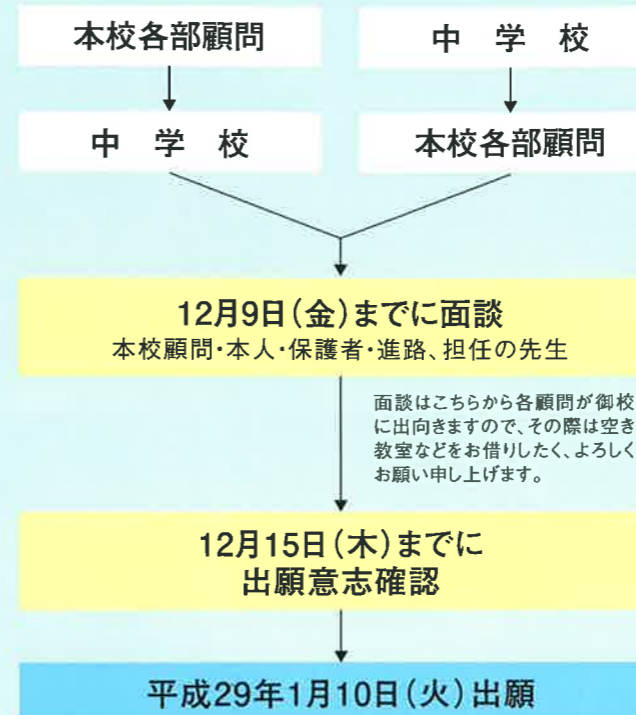 本校各部顧問
中学校
中学校
本校各部顧問
12月9日(金)までに面談
本校顧問・本人・保護者・進路、担任の先生
面談はこちらから各顧問が御校
に出向きますので、その際は空き
教室などをお借りしたく、よろしく
お願い申し上げます。
12月15日(木)までに
出願意志確認
平成29年1月10日(火)出願